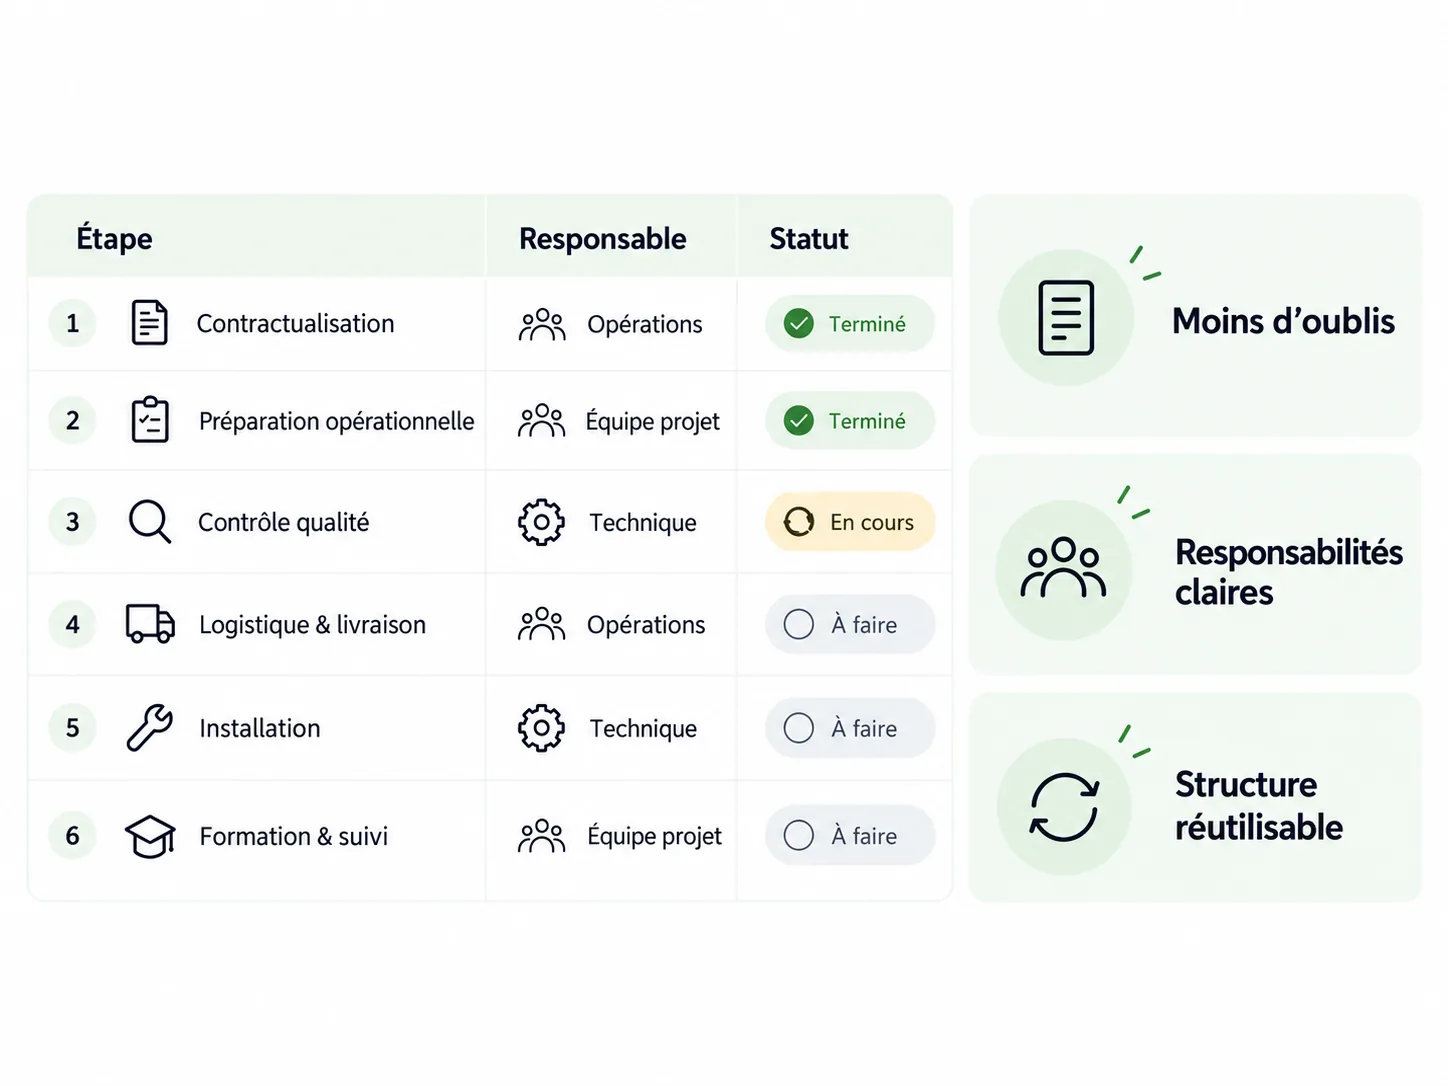 Étape Responsable Statut
1 Contractualisation Opérations Terminé
2 Préparation opérationnelle Équipe projet Terminé
3 Contrôle qualité Technique En cours
4 Logistique & livraison Opérations À faire
5 Installation Technique À faire
6 Formation & suivi Équipe projet À faire
Moins d’oublis
Responsabilités
claires
Structure
réutilisable